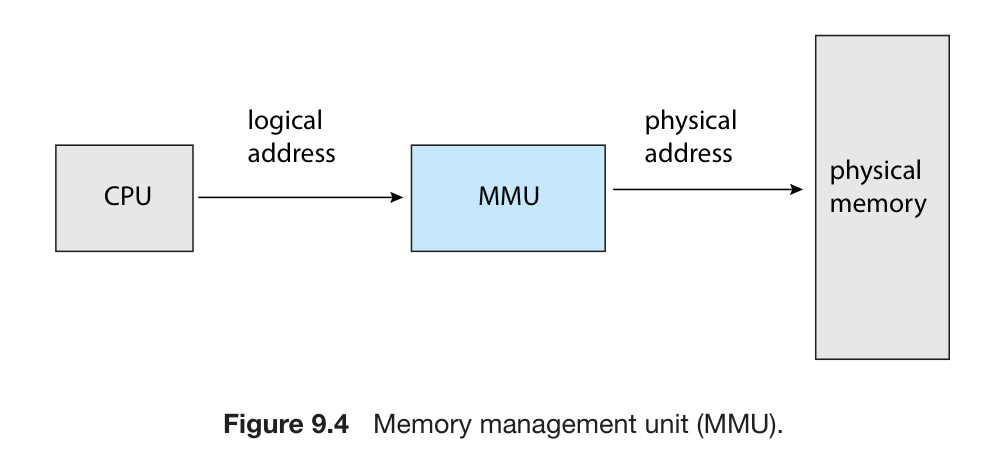 CPU
logical
address
MMU
physical
address
physical
memory
Figure 9.4 Memory management unit (MMU).